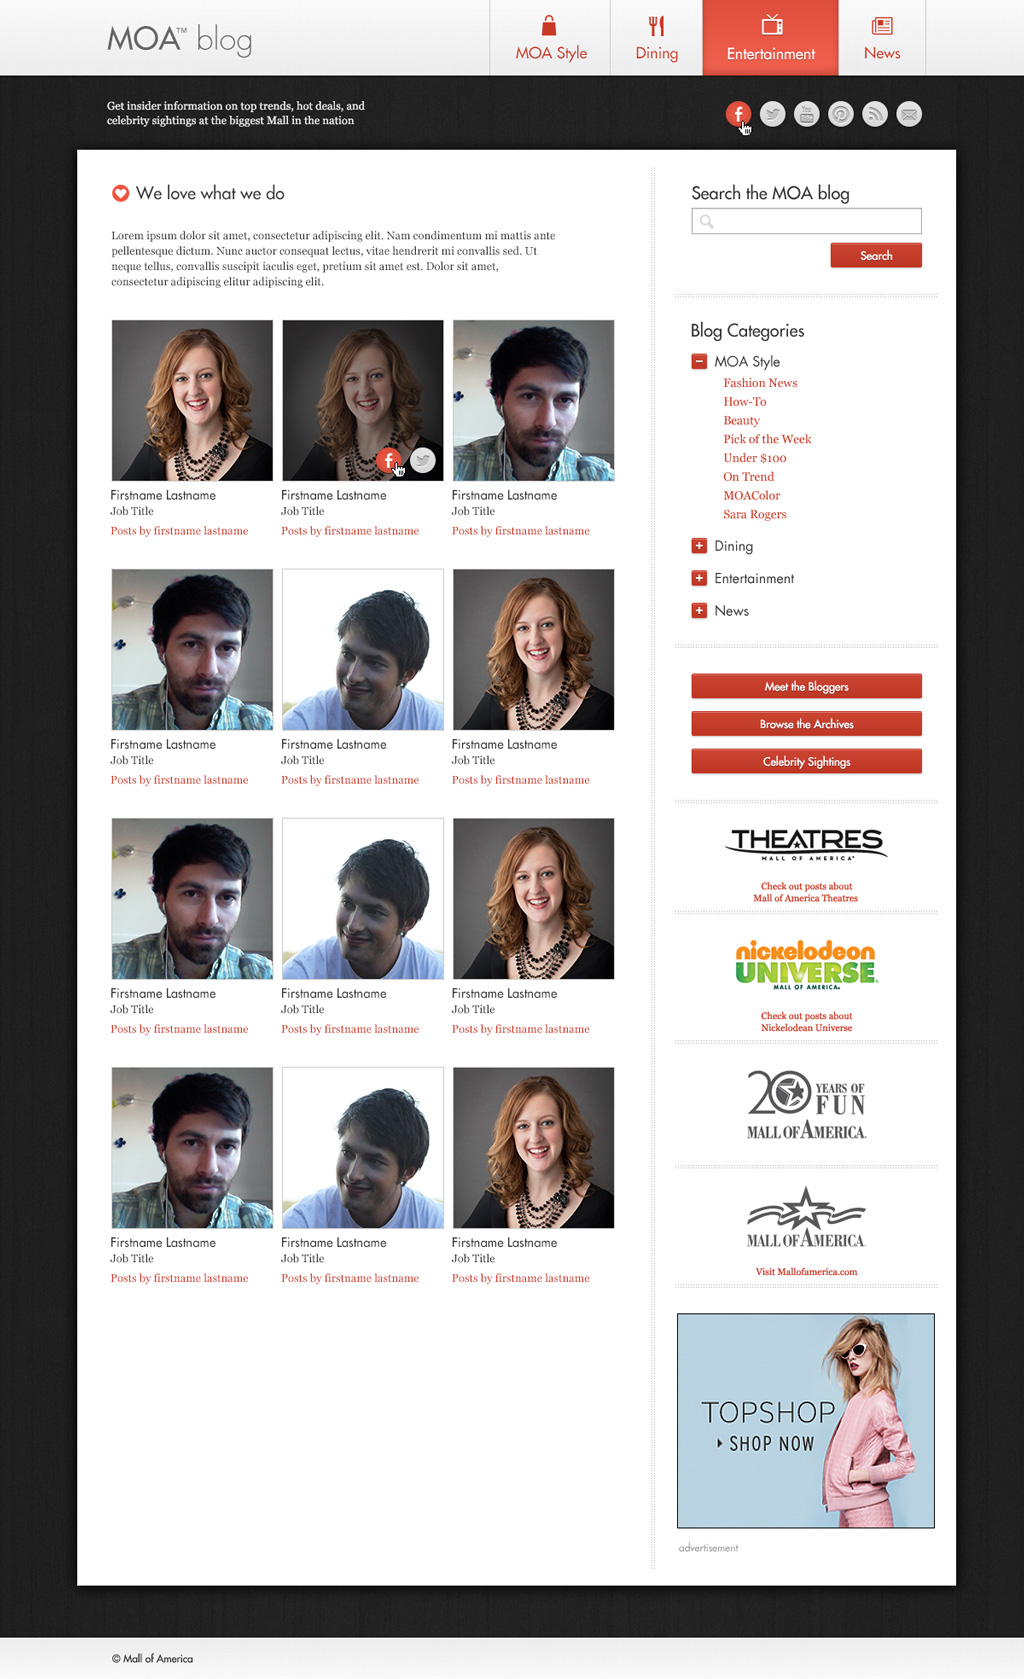 MOA™ blog
MOA Style
Dining
Entertainment
News
Get insider information on top trends, hot deals, and
celebrity sightings at the biggest Mall in the nation
You
Tube
We love what we do
Lorem ipsum dolor sit amet, consectetur adipiscing elit. Nam condimentum mi mattis ante
pellentesque dictum. Nunc auctor consequat lectus, vitae hendrerit mi convallis sed. Ut
neque tellus, convallis suscipit iaculis eget, pretium sit amet est. Dolor sit amet,
consectetur adipiscing elitur adipiscing elit.
Firstname Lastname
Job Title
Posts by firstname lastname
Firstname Lastname
Job Title
Posts by firstname lastname
Firstname Lastname
Job Title
Posts by firstname lastname
Firstname Lastname
Job Title
Posts by firstname lastname
Firstname Lastname
Job Title
Posts by firstname lastname
Firstname Lastname
Job Title
Posts by firstname lastname
Firstname Lastname
Job Title
Posts by firstname lastname
Firstname Lastname
Job Title
Posts by firstname lastname
Firstname Lastname
Job Title
Posts by firstname lastname
Firstname Lastname
Job Title
Posts by firstname lastname
Firstname Lastname
Job Title
Posts by firstname lastname
Firstname Lastname
Job Title
Posts by firstname lastname
Search the MOA blog
Search
Blog Categories
MOA Style
Fashion News
How-To
Beauty
Pick of the Week
Under $100
On Trend
MOAColor
Sara Rogers
Dining
Entertainment
News
Meet the Bloggers
Browse the Archives
Celebrity Sightings
THEATRES
MALL OF AMERICA®
Check out posts about
Mall of America Theatres
nickelodeon
UNIVERSE®
MALL OF AMERICA®
Check out posts about
Nickelodean Universe
20 YEARS OF
FUN
MALL OF AMERICA®
MALL OF AMERICA®
Visit Mallofamerica.com
TOPSHOP
SHOP NOW
advertisement
© Mall of America